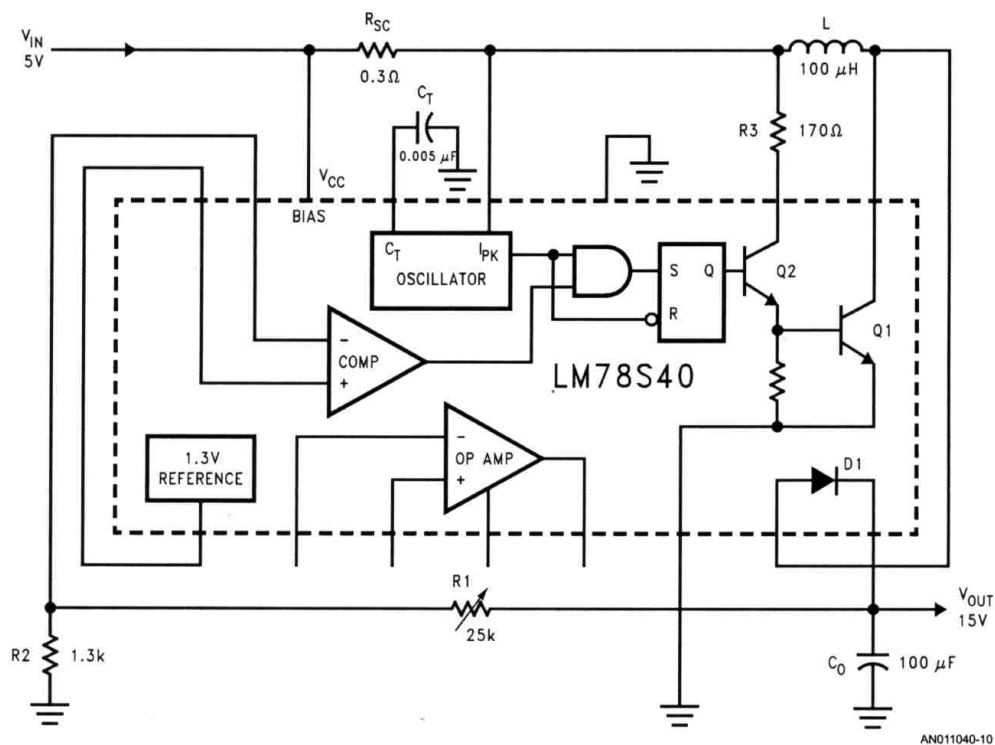 V_IN
5V
R_SC
0.3Ω
L
100 μH
C_T
0.005 μF
R3
170Ω
V_CC
BIAS
C_T
I_PK
OSCILLATOR
S
Q
R
Q2
Q1
-
COMP
+
LM78S40
-
OP AMP
+
1.3V
REFERENCE
D1
R1
25k
V_OUT
15V
R2
1.3k
C_O
100 μF
AN011040-10